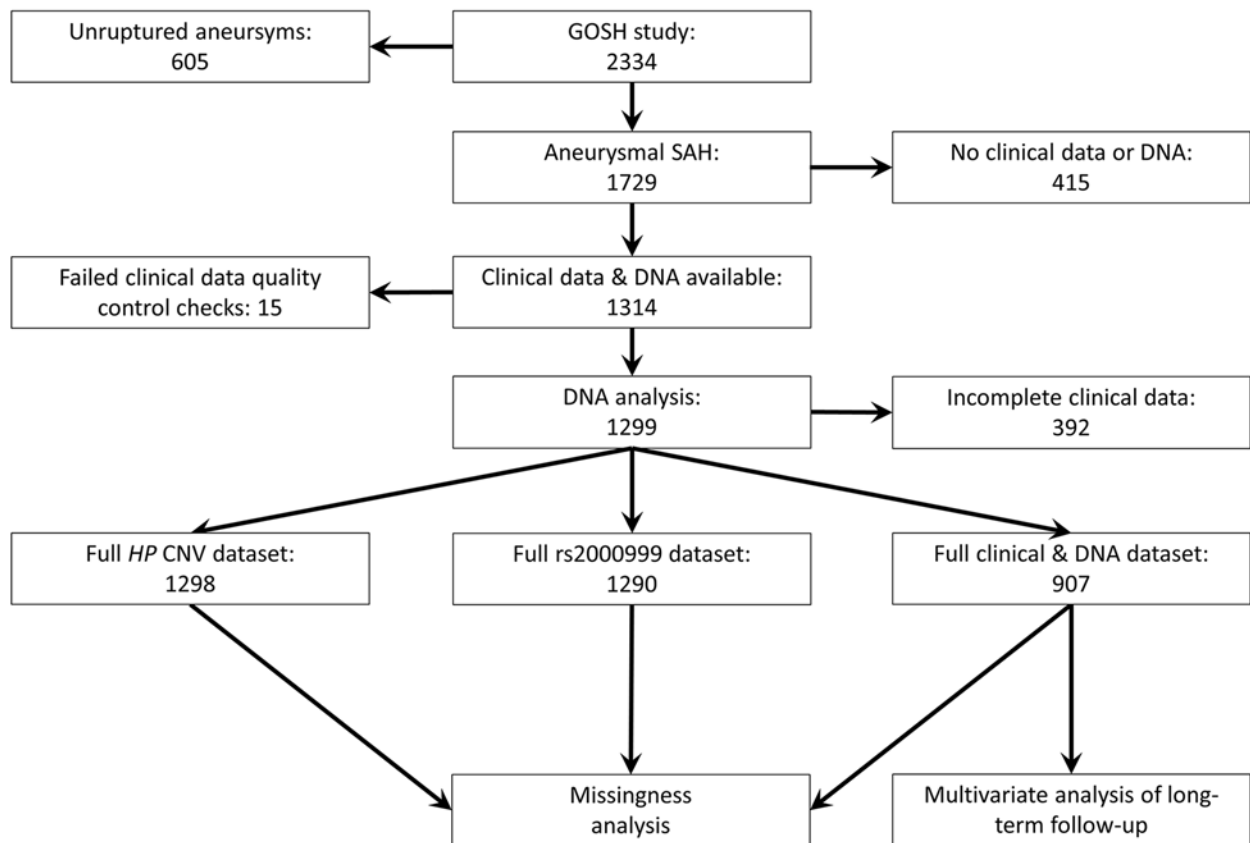 Unruptured aneursyms:
605
GOSH study:
2334
Aneurysmal SAH:
1729
No clinical data or DNA:
415
Failed clinical data quality
control checks: 15
Clinical data & DNA available:
1314
DNA analysis:
1299
Incomplete clinical data:
392
Full HP CNV dataset:
1298
Full rs2000999 dataset:
1290
Full clinical & DNA dataset:
907
Missingness
analysis
Multivariate analysis of long-
term follow-up